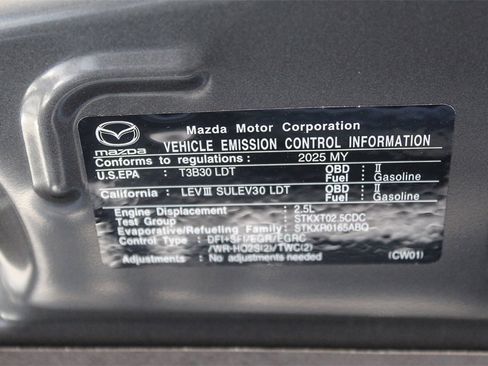 Mazda Motor Corporation
mazda
VEHICLE EMISSION CONTROL INFORMATION
Conforms to regulations : 2025 MY
U.S.EPA : T3B30 LDT OBD : II
Fuel : Gasoline
California : LEVIII SULEV30 LDT OBD : II
Fuel : Gasoline
Engine Displacement : 2.5L
Test Group : STKXT02.5CDC
Evaporative/Refueling Family: STKXR0165ABQ
Control Type : DFI+SFI/EGR/EGRC
/WR-HO2S(2)/TWC(2)
Adjustments : No adjustments needed. (CW01)